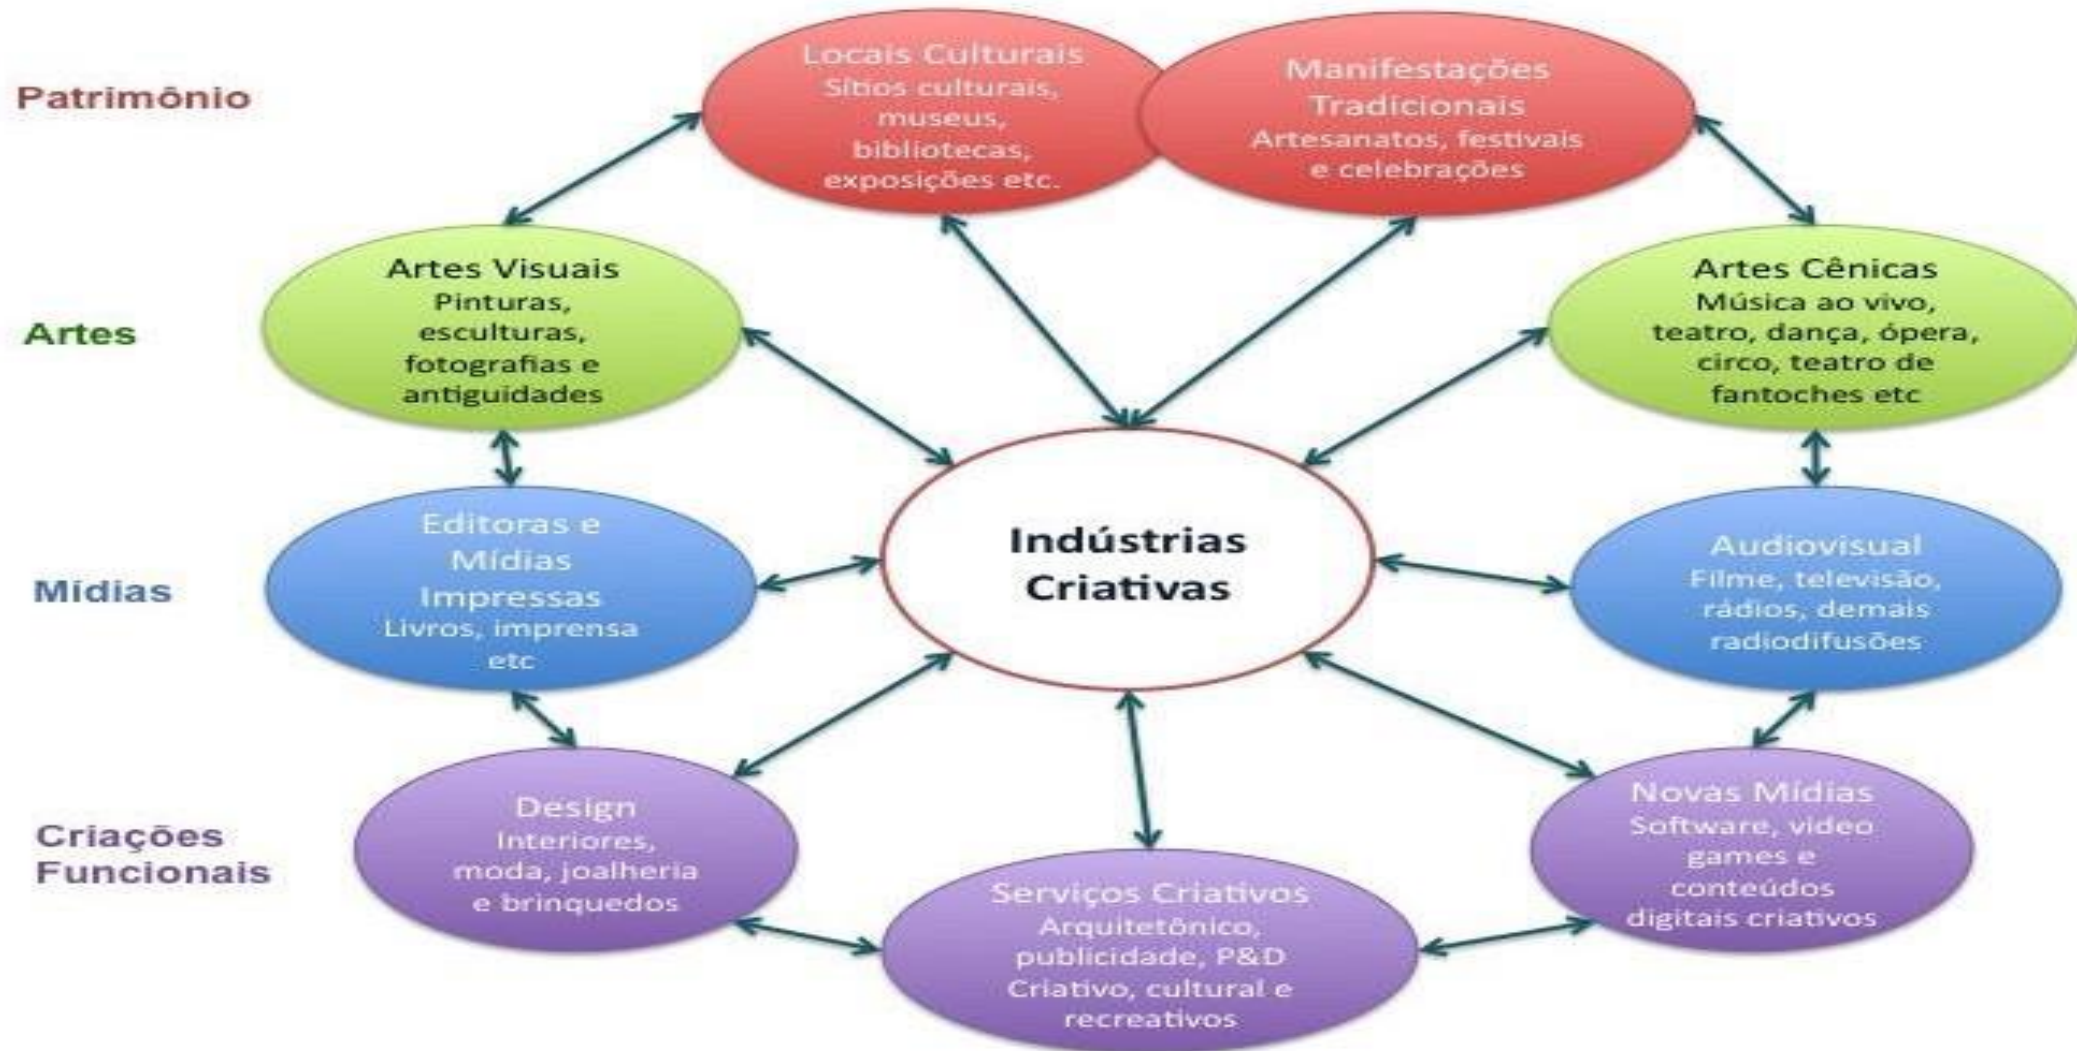 Patrimônio
Locais Culturais
Sítios culturais,
museus,
bibliotecas,
exposições etc.
Manifestações
Tradicionais
Artesanatos, festivais
e celebrações
Artes
Artes Visuais
Pinturas,
esculturas,
fotografias e
antiguidades
Artes Cênicas
Música ao vivo,
teatro, dança, ópera,
circo, teatro de
fantoches etc
Mídias
Editoras e
Mídias
Impressas
Livros, imprensa
etc
Indústrias
Criativas
Audiovisual
Filme, televisão,
rádios, demais
radiodifusões
Criações
Funcionais
Design
Interiores,
moda, joalheria
e brinquedos
Serviços Criativos
Arquitetônico,
publicidade, P&D
Criativo, cultural e
recreativos
Novas Mídias
Software, video
games e
conteúdos
digitais criativos